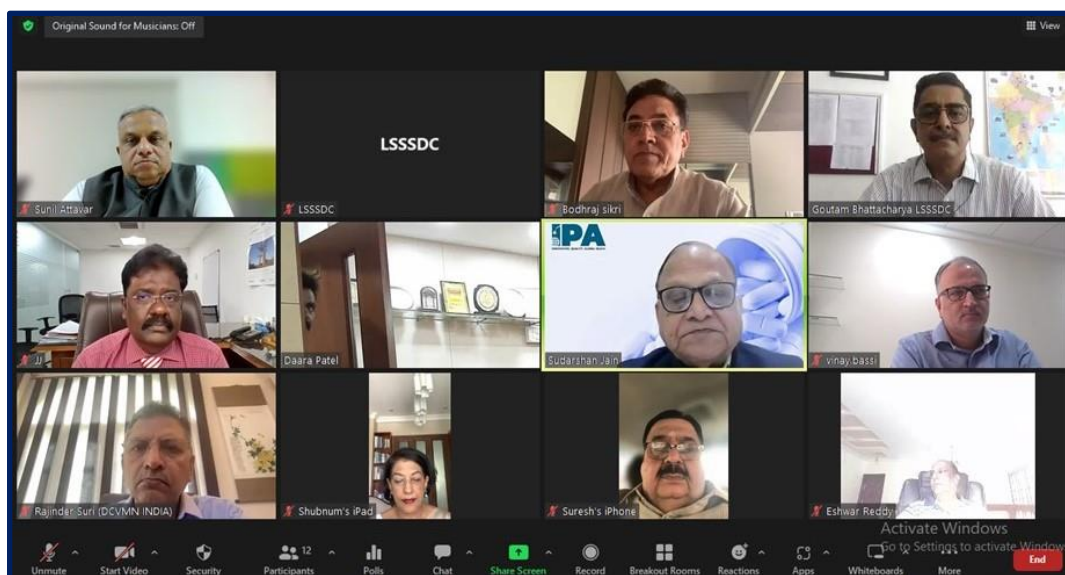 Original Sound for Musicians: Off
View
Sunil Attavar
LSSSDC
LSSSDC
Bodhraj sikri
Goutam Bhattacharya LSSSDC
JJ
Daara Patel
IPA
Sudarshan Jain
vinay.bassi
Rajinder Suri (DCVMN INDIA)
Shubnum's iPad
Suresh's iPhone
Eshwar Reddy
Activate Windows
Go to Settings to activate Window
Unmute
Start Video
Security
12
Participants
Polls
Chat
Share Screen
Record
Breakout Rooms
Reactions
Apps
Whiteboards
More
End